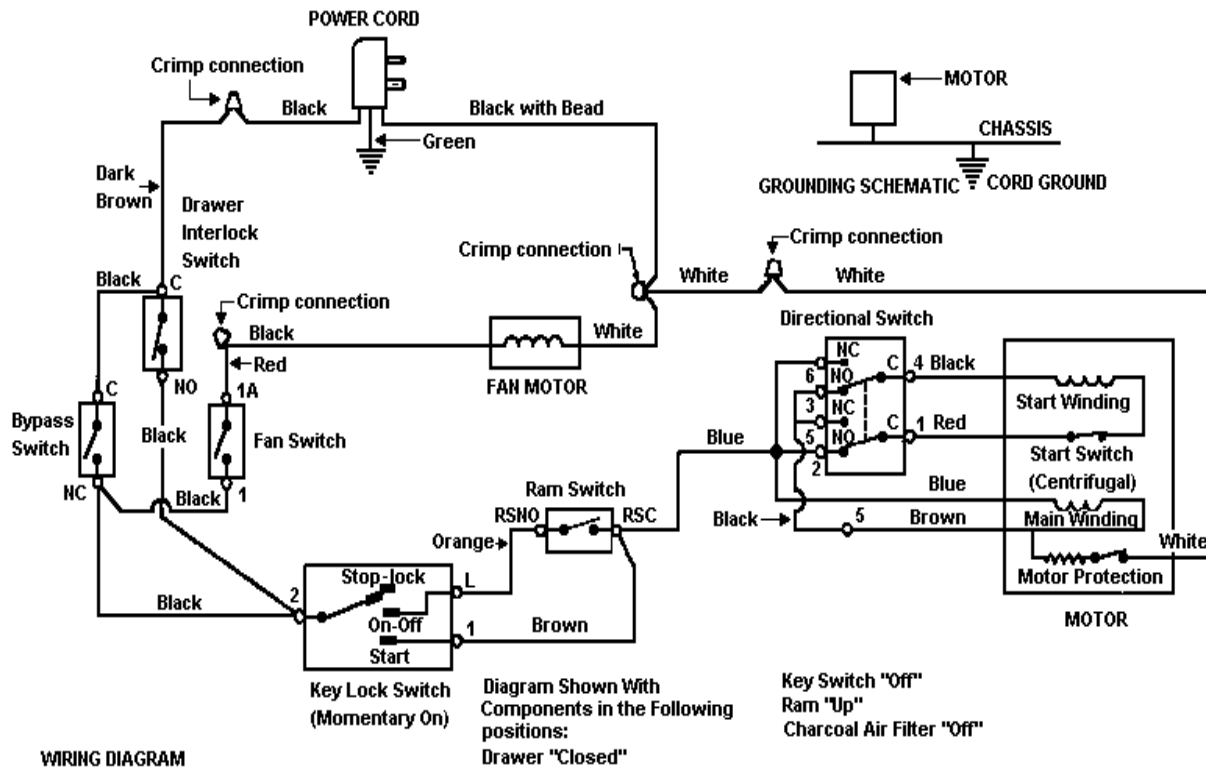 POWER CORD
Crimp connection
Black
Black with Bead
Green
MOTOR
CHASSIS
GROUNDING SCHEMATIC
CORD GROUND
Dark
Brown
Drawer
Interlock
Switch
Crimp connection
Crimp connection
White
White
Black
C
Crimp connection
Black
White
Directional Switch
Red
FAN MOTOR
NO
C
1A
Bypass
Switch
Black
Fan Switch
NC
Black
1
NC
6
NO
C
4
Black
Start Winding
3
NC
5
NO
C
1
Red
2
Start Switch
(Centrifugal)
Blue
Blue
Main Winding
Black
5
Brown
White
Motor Protection
MOTOR
Ram Switch
RSNO
RSC
Orange
Stop-lock
L
2
Black
On-Off
1
Brown
Start
Key Lock Switch
(Momentary On)
Diagram Shown With
Components in the Following
positions:
Drawer "Closed"
Key Switch "Off"
Ram "Up"
Charcoal Air Filter "Off"
WIRING DIAGRAM